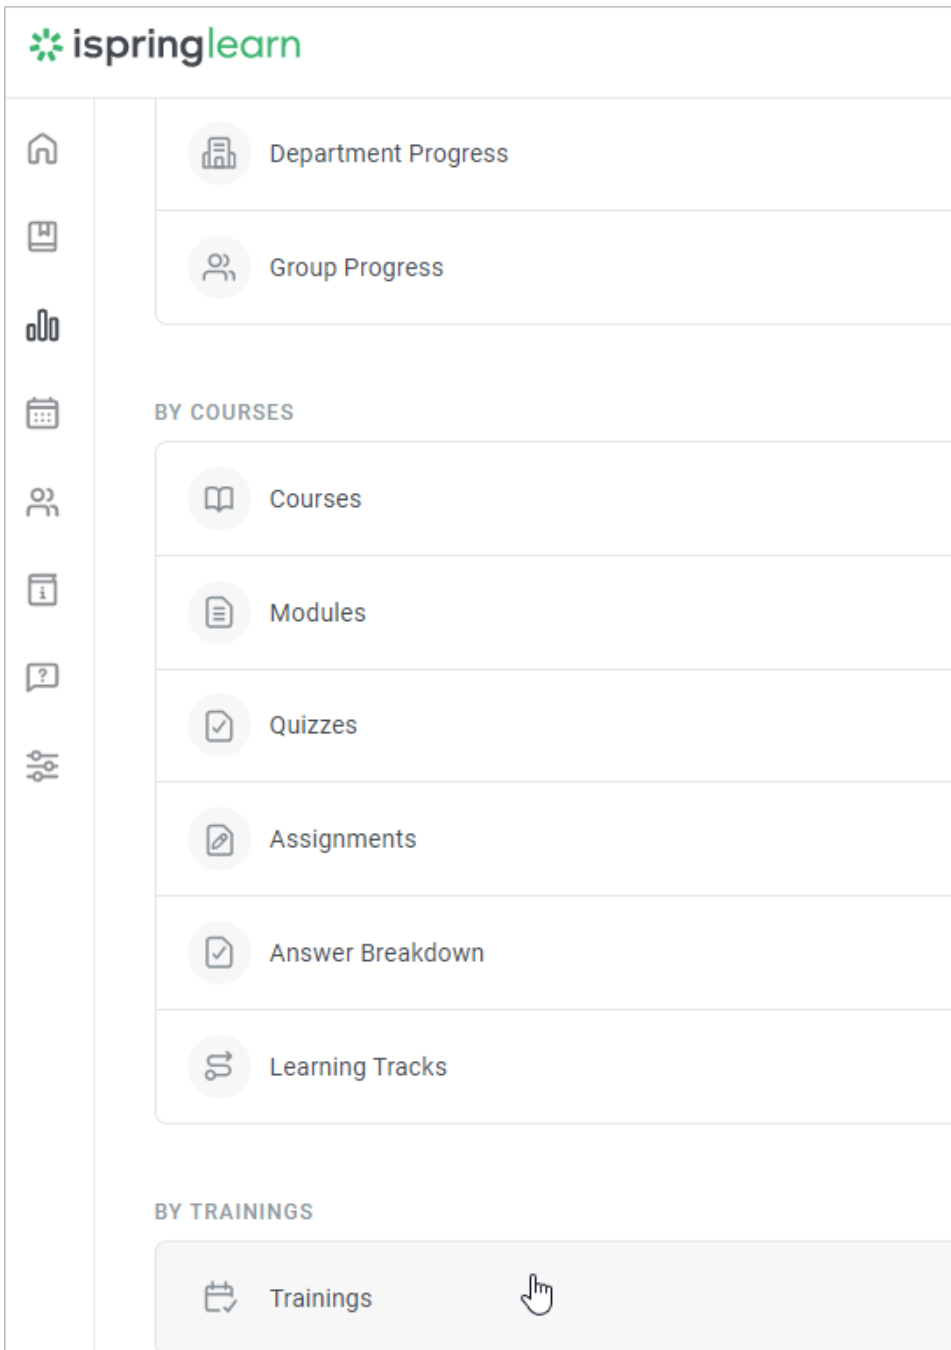 ispringlearn
Department Progress
Group Progress
BY COURSES
Courses
Modules
Quizzes
Assignments
Answer Breakdown
Learning Tracks
BY TRAININGS
Trainings